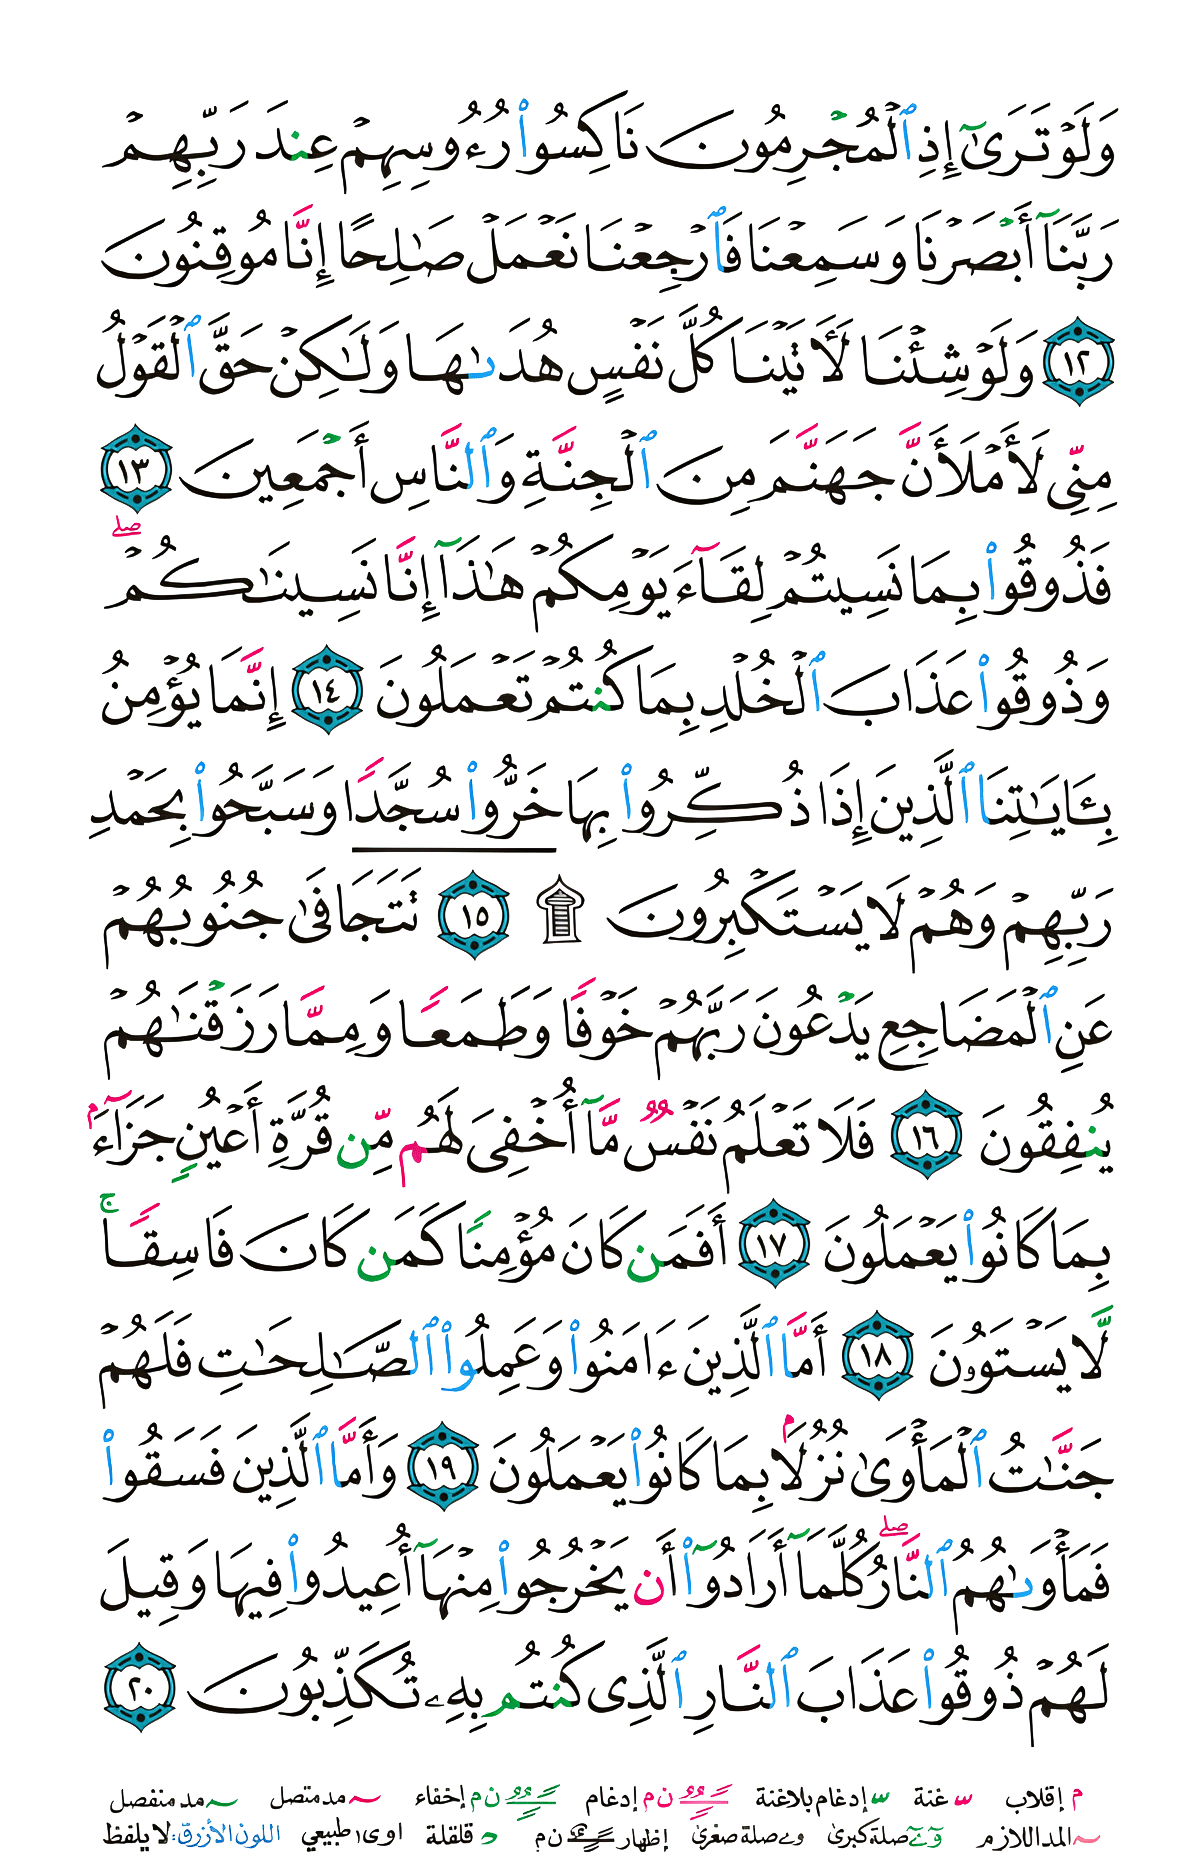 وَلَوْ تَرَىٰٓ إِذِ ٱلْمُجْرِمُونَ نَاكِسُوا۟ رُءُوسِهِمْ عِندَ رَبِّهِمْ
رَبَّنَآ أَبْصَرْنَا وَسَمِعْنَا فَٱرْجِعْنَا نَعْمَلْ صَـٰلِحًا إِنَّا مُوقِنُونَ
١٢ وَلَوْ شِئْنَا لَـَٔاتَيْنَا كُلَّ نَفْسٍ هُدَىٰهَا وَلَـٰكِنْ حَقَّ ٱلْقَوْلُ
مِنِّى لَأَمْلَأَنَّ جَهَنَّمَ مِنَ ٱلْجِنَّةِ وَٱلنَّاسِ أَجْمَعِينَ ١٣
فَذُوقُوا۟ بِمَا نَسِيتُمْ لِقَآءَ يَوْمِكُمْ هَـٰذَآ إِنَّا نَسِينَـٰكُمْ ۖ
وَذُوقُوا۟ عَذَابَ ٱلْخُلْدِ بِمَا كُنتُمْ تَعْمَلُونَ ١٤ إِنَّمَا يُؤْمِنُ
بِـَٔايَـٰتِنَا ٱلَّذِينَ إِذَا ذُكِّرُوا۟ بِهَا خَرُّوا۟ سُجَّدًا وَسَبَّحُوا۟ بِحَمْدِ
رَبِّهِمْ وَهُمْ لَا يَسْتَكْبِرُونَ ۩ ١٥ تَتَجَافَىٰ جُنُوبُهُمْ
عَنِ ٱلْمَضَاجِعِ يَدْعُونَ رَبَّهُمْ خَوْفًا وَطَمَعًا وَمِمَّا رَزَقْنَـٰهُمْ
يُنفِقُونَ ١٦ فَلَا تَعْلَمُ نَفْسٌ مَّآ أُخْفِىَ لَهُم مِّن قُرَّةِ أَعْيُنٍ جَزَآءًۢ
بِمَا كَانُوا۟ يَعْمَلُونَ ١٧ أَفَمَن كَانَ مُؤْمِنًا كَمَن كَانَ فَاسِقًا ۚ
لَّا يَسْتَوُۥنَ ١٨ أَمَّا ٱلَّذِينَ ءَامَنُوا۟ وَعَمِلُوا۟ ٱلصَّـٰلِحَـٰتِ فَلَهُمْ
جَنَّـٰتُ ٱلْمَأْوَىٰ نُزُلًۢا بِمَا كَانُوا۟ يَعْمَلُونَ ١٩ وَأَمَّا ٱلَّذِينَ فَسَقُوا۟
فَمَأْوَىٰهُمُ ٱلنَّارُ ۖ كُلَّمَآ أَرَادُوٓا۟ أَن يَخْرُجُوا۟ مِنْهَآ أُعِيدُوا۟ فِيهَا وَقِيلَ
لَهُمْ ذُوقُوا۟ عَذَابَ ٱلنَّارِ ٱلَّذِى كُنتُم بِهِۦ تُكَذِّبُونَ ٢٠
م إقلاب غنة إدغام بلاغنة ن م إدغام ن م إخفاء مد متصل مد منفصل
المد اللازم صلة كبرى وے صلة صغرى إظهار ن م قلقلة اوى طبيعي اللون الأزرق: لا يلفظ